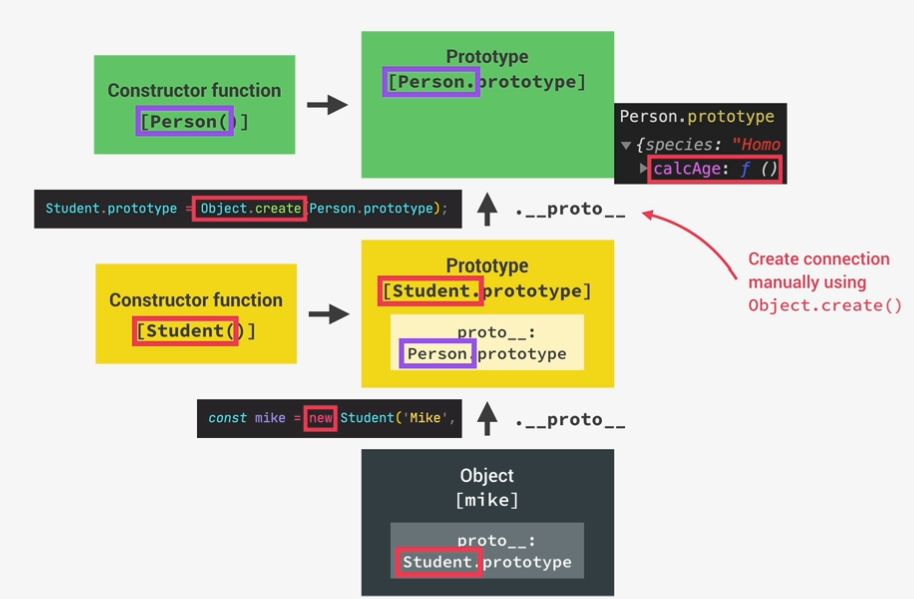 Constructor function
[Person()]
Prototype
[Person.prototype]
Person.prototype
▼{species: "Homo
▶calcAge: ƒ ()
Student.prototype = Object.create(Person.prototype);
.__proto__
Create connection
manually using
Object.create()
Constructor function
[Student()]
Prototype
[Student.prototype]
proto__:
Person.prototype
const mike = new Student('Mike',
.__proto__
Object
[mike]
proto__:
Student.prototype